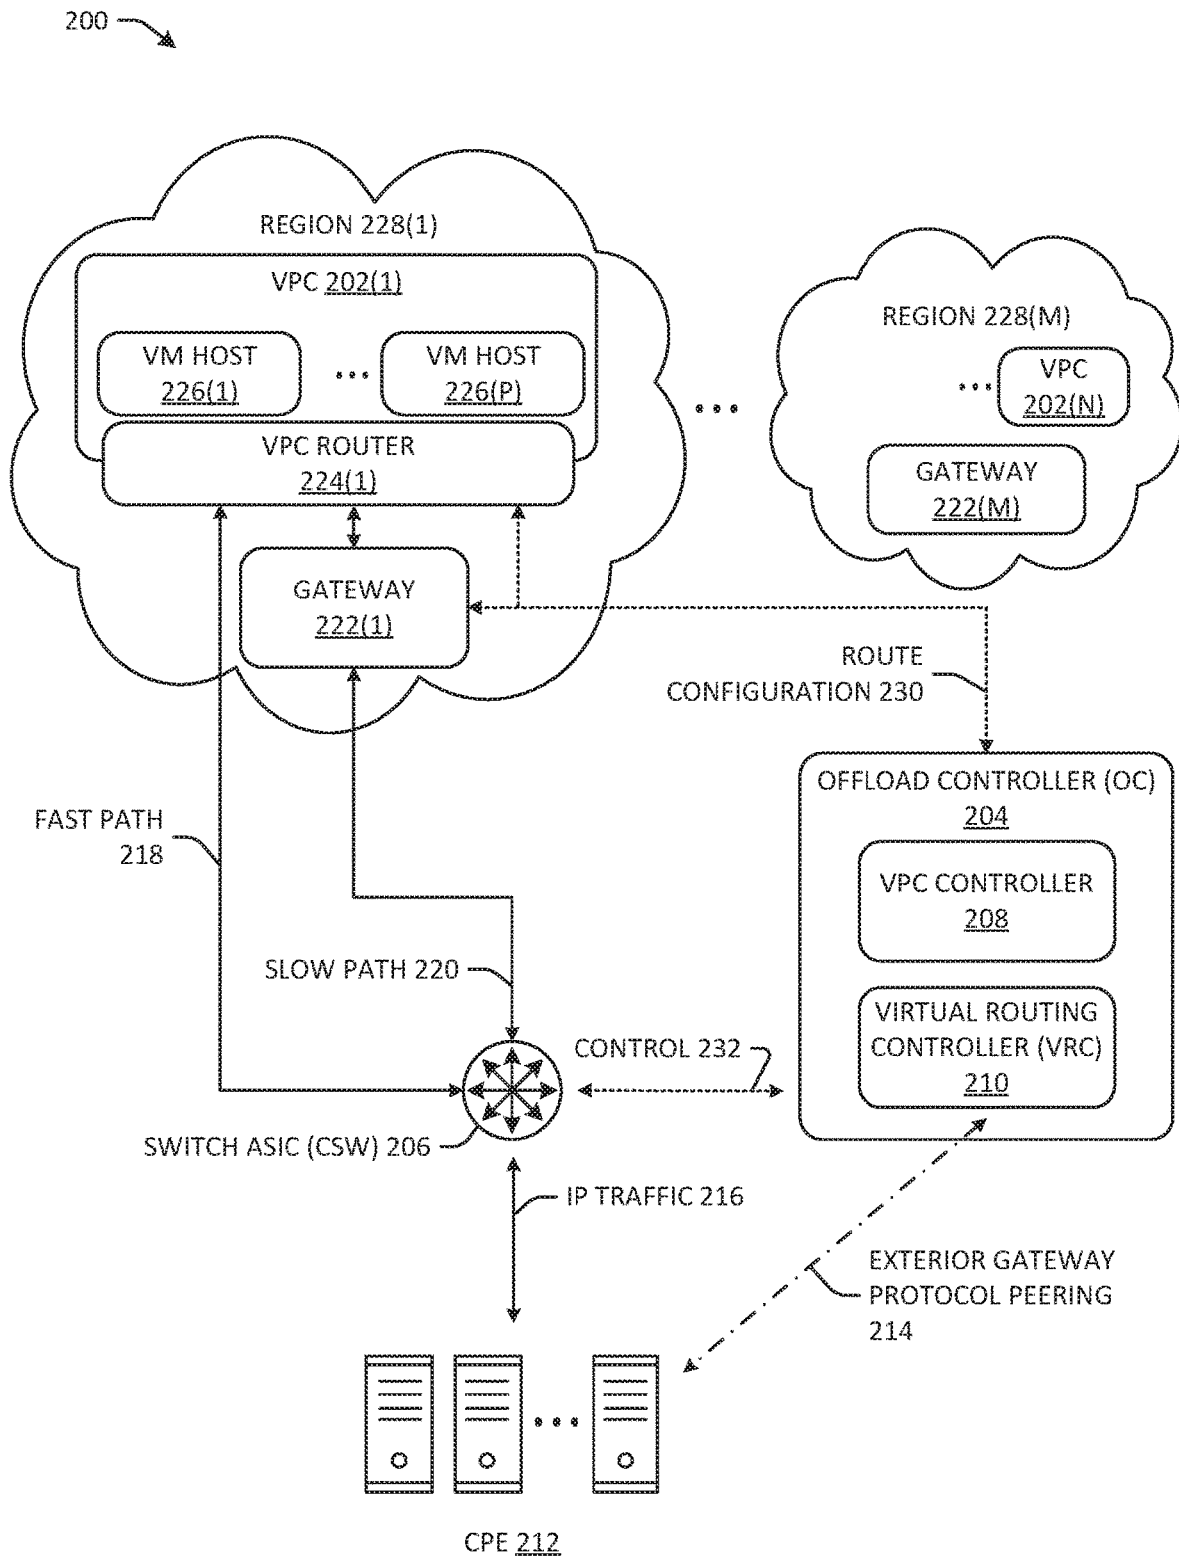 200
REGION 228(1)
VPC 202(1)
VM HOST
226(1)
...
VM HOST
226(P)
VPC ROUTER
224(1)
GATEWAY
222(1)
...
REGION 228(M)
...
VPC
202(N)
GATEWAY
222(M)
ROUTE
CONFIGURATION 230
OFFLOAD CONTROLLER (OC)
204
VPC CONTROLLER
208
VIRTUAL ROUTING
CONTROLLER (VRC)
210
FAST PATH
218
SLOW PATH 220
CONTROL 232
SWITCH ASIC (CSW) 206
IP TRAFFIC 216
EXTERIOR GATEWAY
PROTOCOL PEERING
214
...
CPE 212